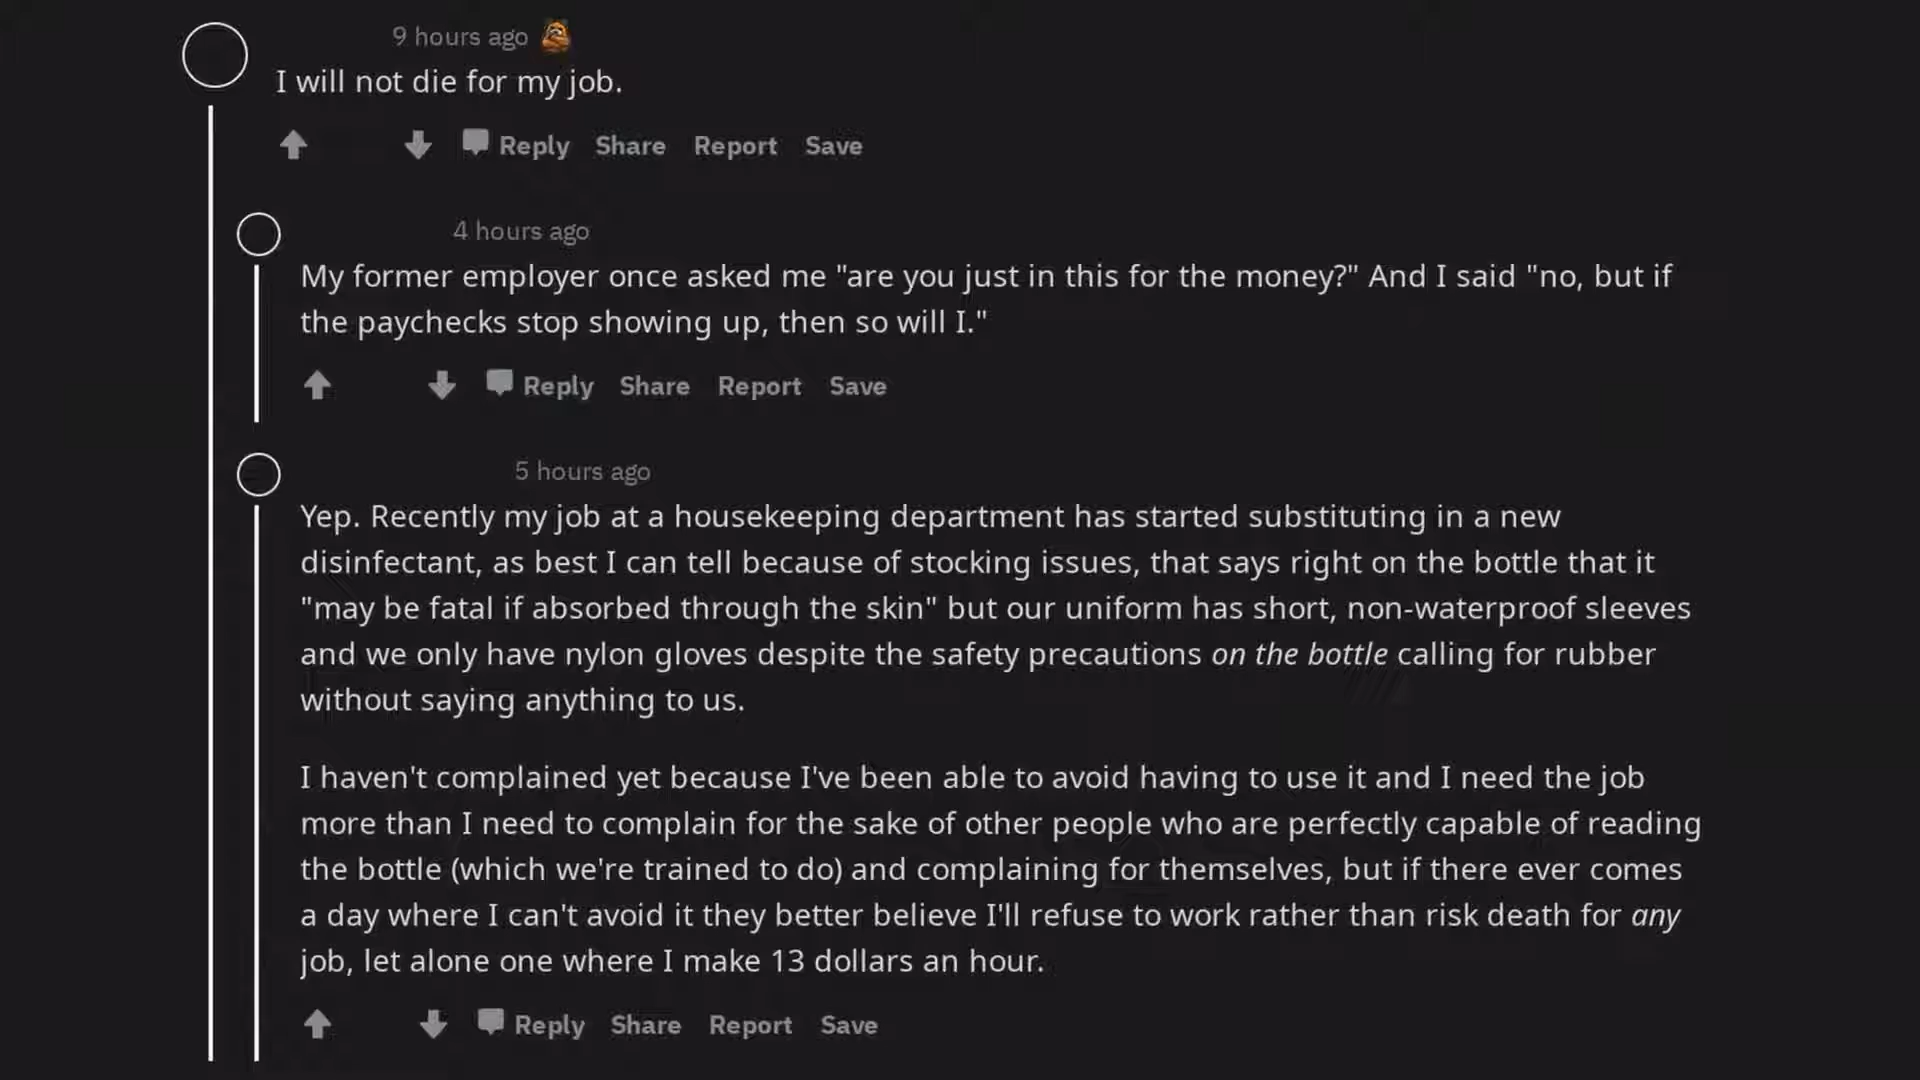 9 hours ago
I will not die for my job.
Reply Share Report Save
4 hours ago
My former employer once asked me "are you just in this for the money?" And I said "no, but if
the paychecks stop showing up, then so will I."
Reply Share Report Save
5 hours ago
Yep. Recently my job at a housekeeping department has started substituting in a new
disinfectant, as best I can tell because of stocking issues, that says right on the bottle that it
"may be fatal if absorbed through the skin" but our uniform has short, non-waterproof sleeves
and we only have nylon gloves despite the safety precautions on the bottle calling for rubber
without saying anything to us.
I haven't complained yet because I've been able to avoid having to use it and I need the job
more than I need to complain for the sake of other people who are perfectly capable of reading
the bottle (which we're trained to do) and complaining for themselves, but if there ever comes
a day where I can't avoid it they better believe I'll refuse to work rather than risk death for any
job, let alone one where I make 13 dollars an hour.
Reply Share Report Save